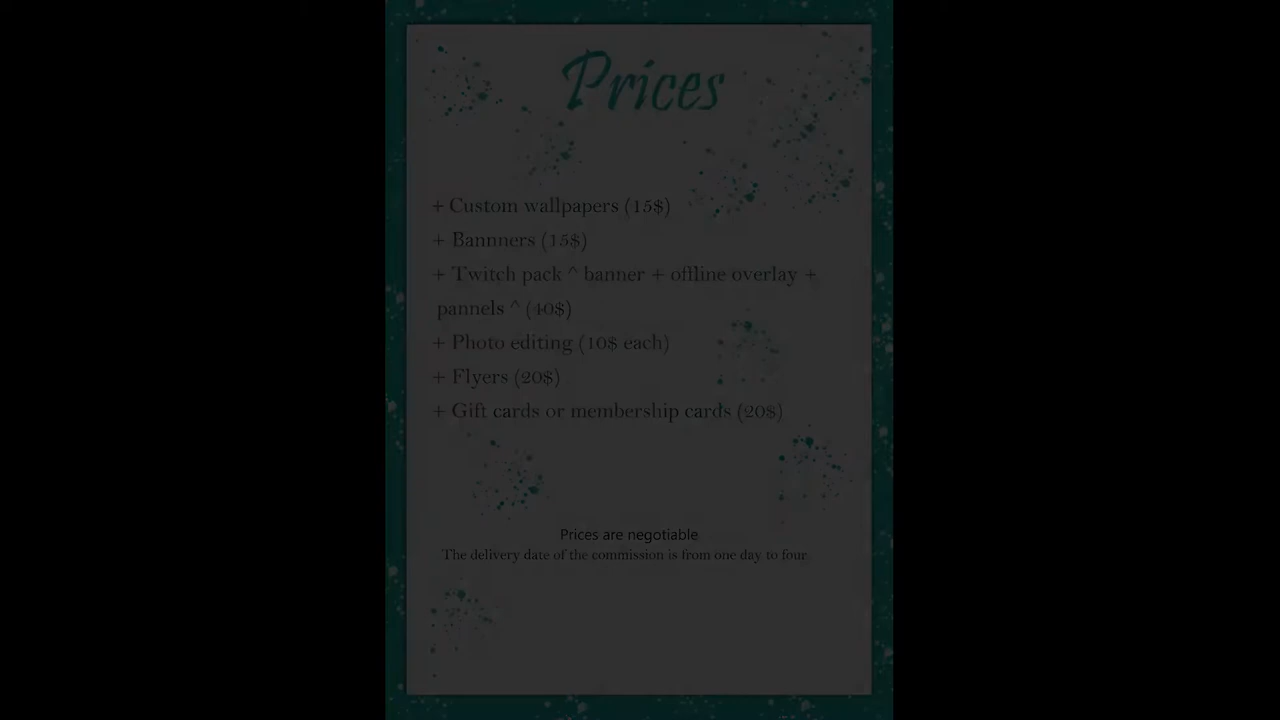 Prices
+ Custom wallpapers (15$)
+ Bannners (15$)
+ Twitch pack ^ banner + offline overlay +
pannels ^ (40$)
+ Photo editing (10$ each)
+ Flyers (20$)
+ Gift cards or membership cards (20$)
Prices are negotiable
The delivery date of the commission is from one day to four